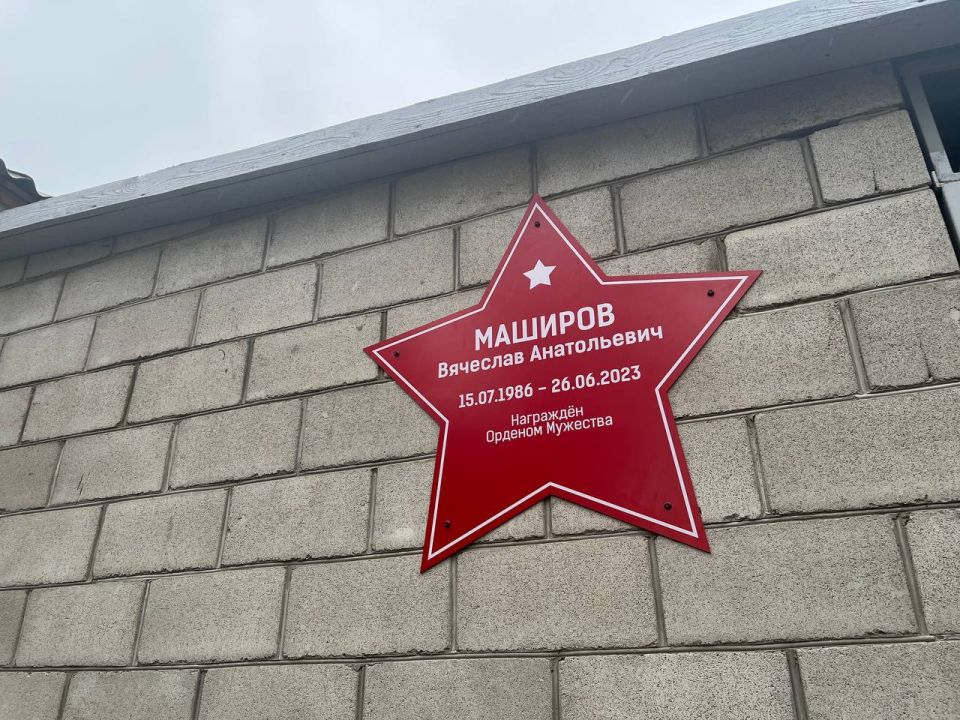 МАШИРОВ
Вячеслав Анатольевич
15.07.1986 – 26.06.2023
Награждён
Орденом Мужества